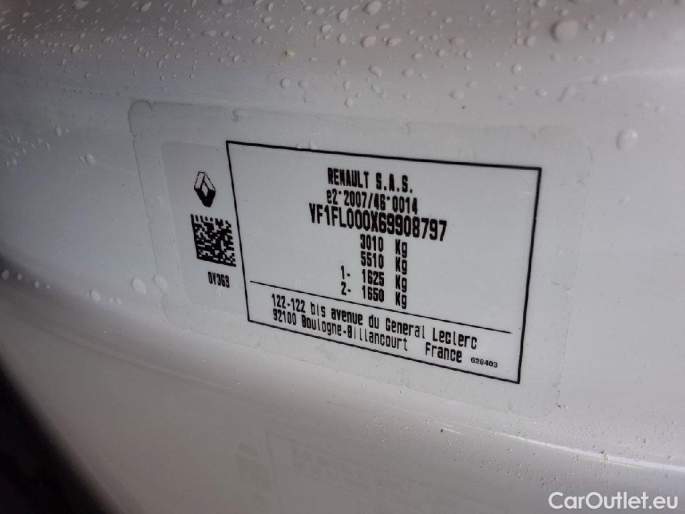 RENAULT S.A.S.
e2*2007/46*0014
VF1FL000X69908797
3010 Kg
5510 Kg
1- 1625 Kg
2- 1650 Kg
0V369
122-122 bis avenue du General Leclerc
92100 Boulogne-Billancourt France
CarOutlet.eu